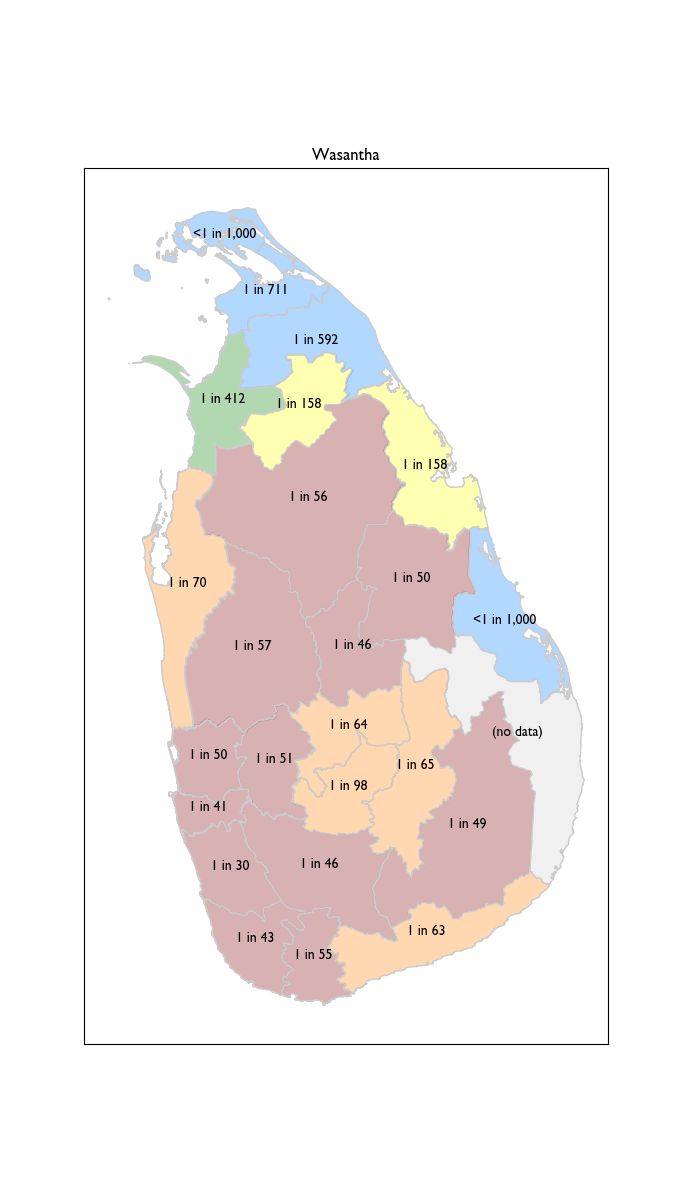 Wasantha
<1 in 1,000
1 in 711
1 in 592
1 in 412
1 in 158
1 in 158
1 in 56
1 in 70
1 in 50
<1 in 1,000
1 in 57
1 in 46
1 in 64
(no data)
1 in 50
1 in 51
1 in 65
1 in 98
1 in 41
1 in 49
1 in 30
1 in 46
1 in 63
1 in 43
1 in 55